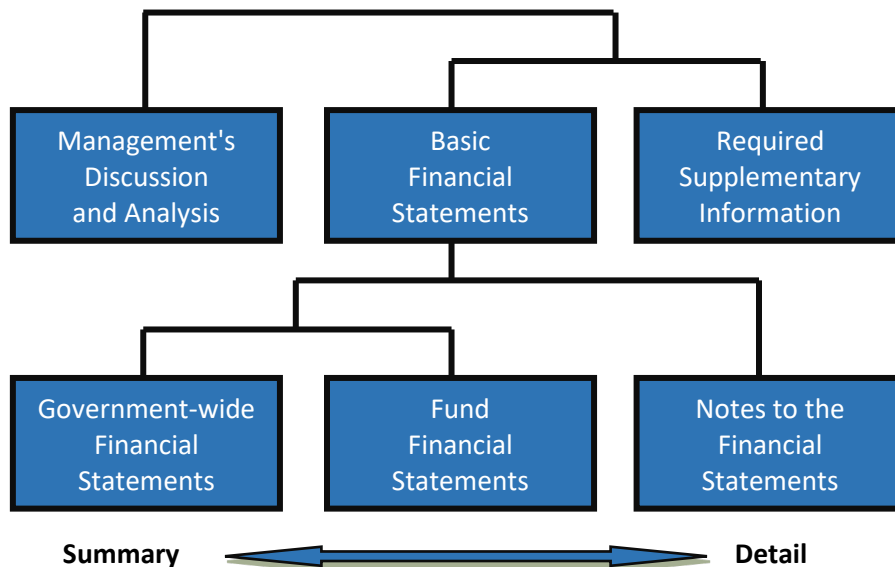 Management's
Discussion
and Analysis
Basic
Financial
Statements
Required
Supplementary
Information
Government-wide
Financial
Statements
Fund
Financial
Statements
Notes to the
Financial
Statements
Summary
Detail